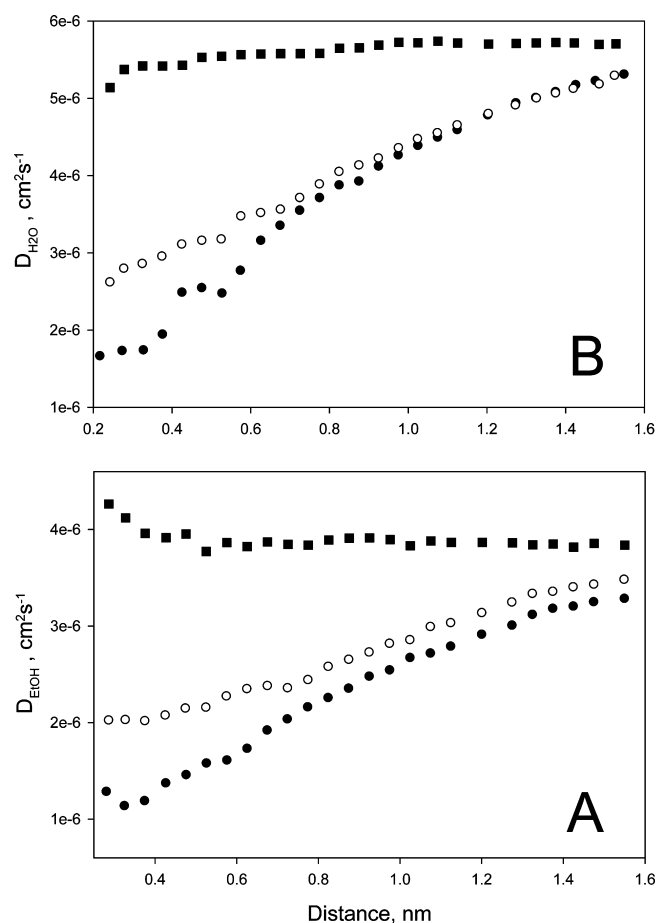 6e-6
5e-6
4e-6
3e-6
2e-6
1e-6
D_H2O , cm²s⁻¹
B
0.2 0.4 0.6 0.8 1.0 1.2 1.4 1.6
4e-6
3e-6
2e-6
1e-6
D_EtOH , cm²s⁻¹
A
0.4 0.6 0.8 1.0 1.2 1.4 1.6
Distance, nm